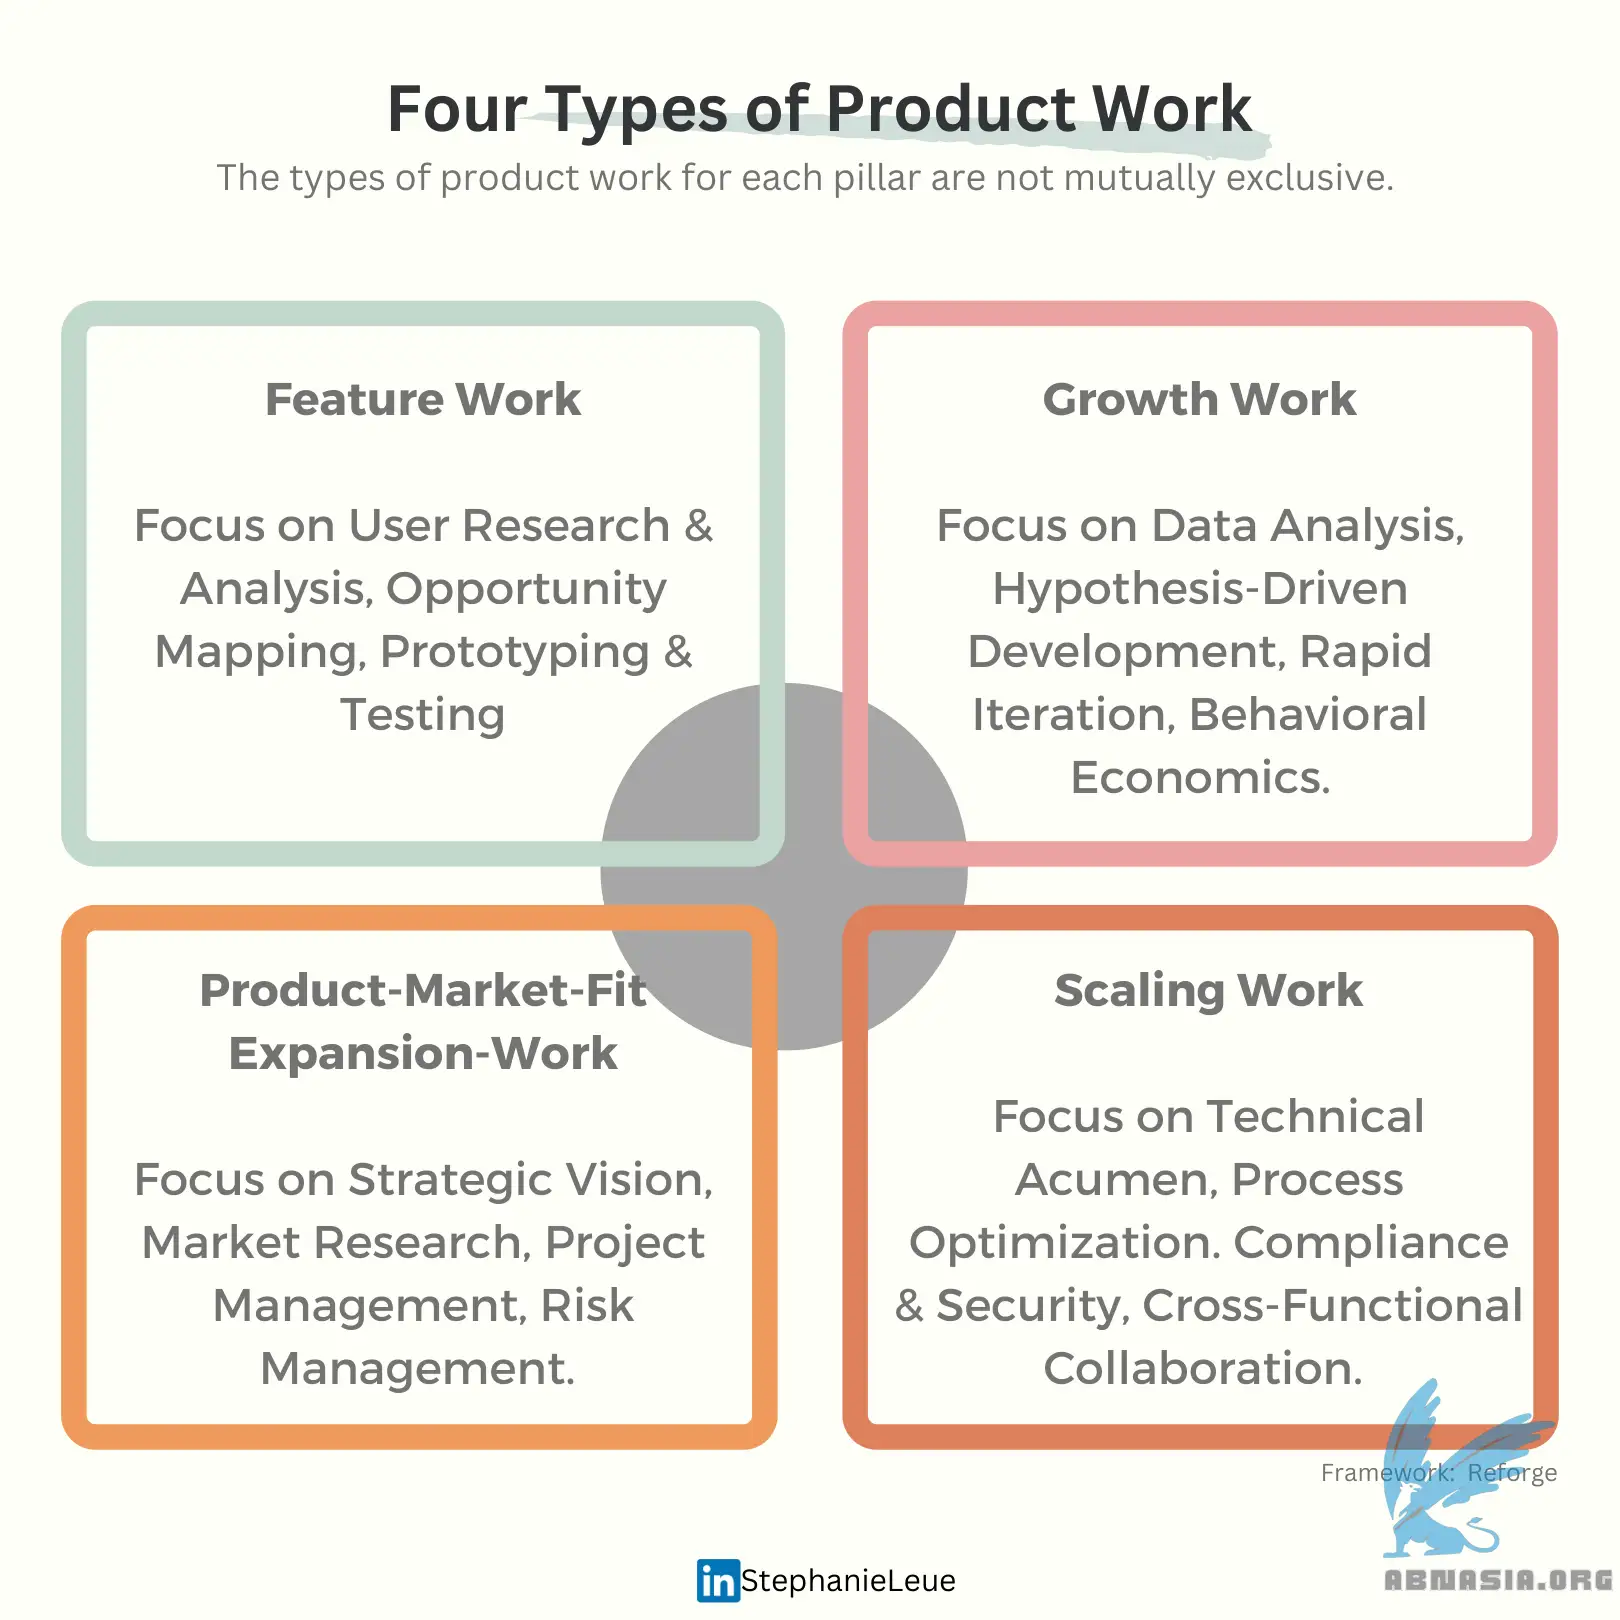 Four Types of Product Work
The types of product work for each pillar are not mutually exclusive.
Feature Work
Focus on User Research &
Analysis, Opportunity
Mapping, Prototyping &
Testing
Growth Work
Focus on Data Analysis,
Hypothesis-Driven
Development, Rapid
Iteration, Behavioral
Economics.
Product-Market-Fit
Expansion-Work
Focus on Strategic Vision,
Market Research, Project
Management, Risk
Management.
Scaling Work
Focus on Technical
Acumen, Process
Optimization. Compliance
& Security, Cross-Functional
Collaboration.
Framework: Reforge
in StephanieLeue
ABNASIA.ORG